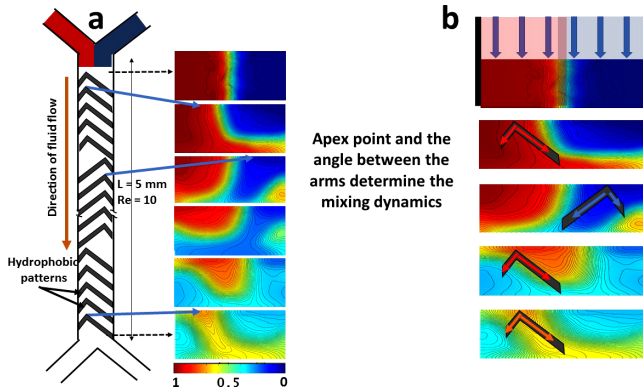 a
b
Direction of fluid flow
L = 5 mm
Re = 10
Hydrophobic
patterns
Apex point and the
angle between the
arms determine the
mixing dynamics
1 0.5 0